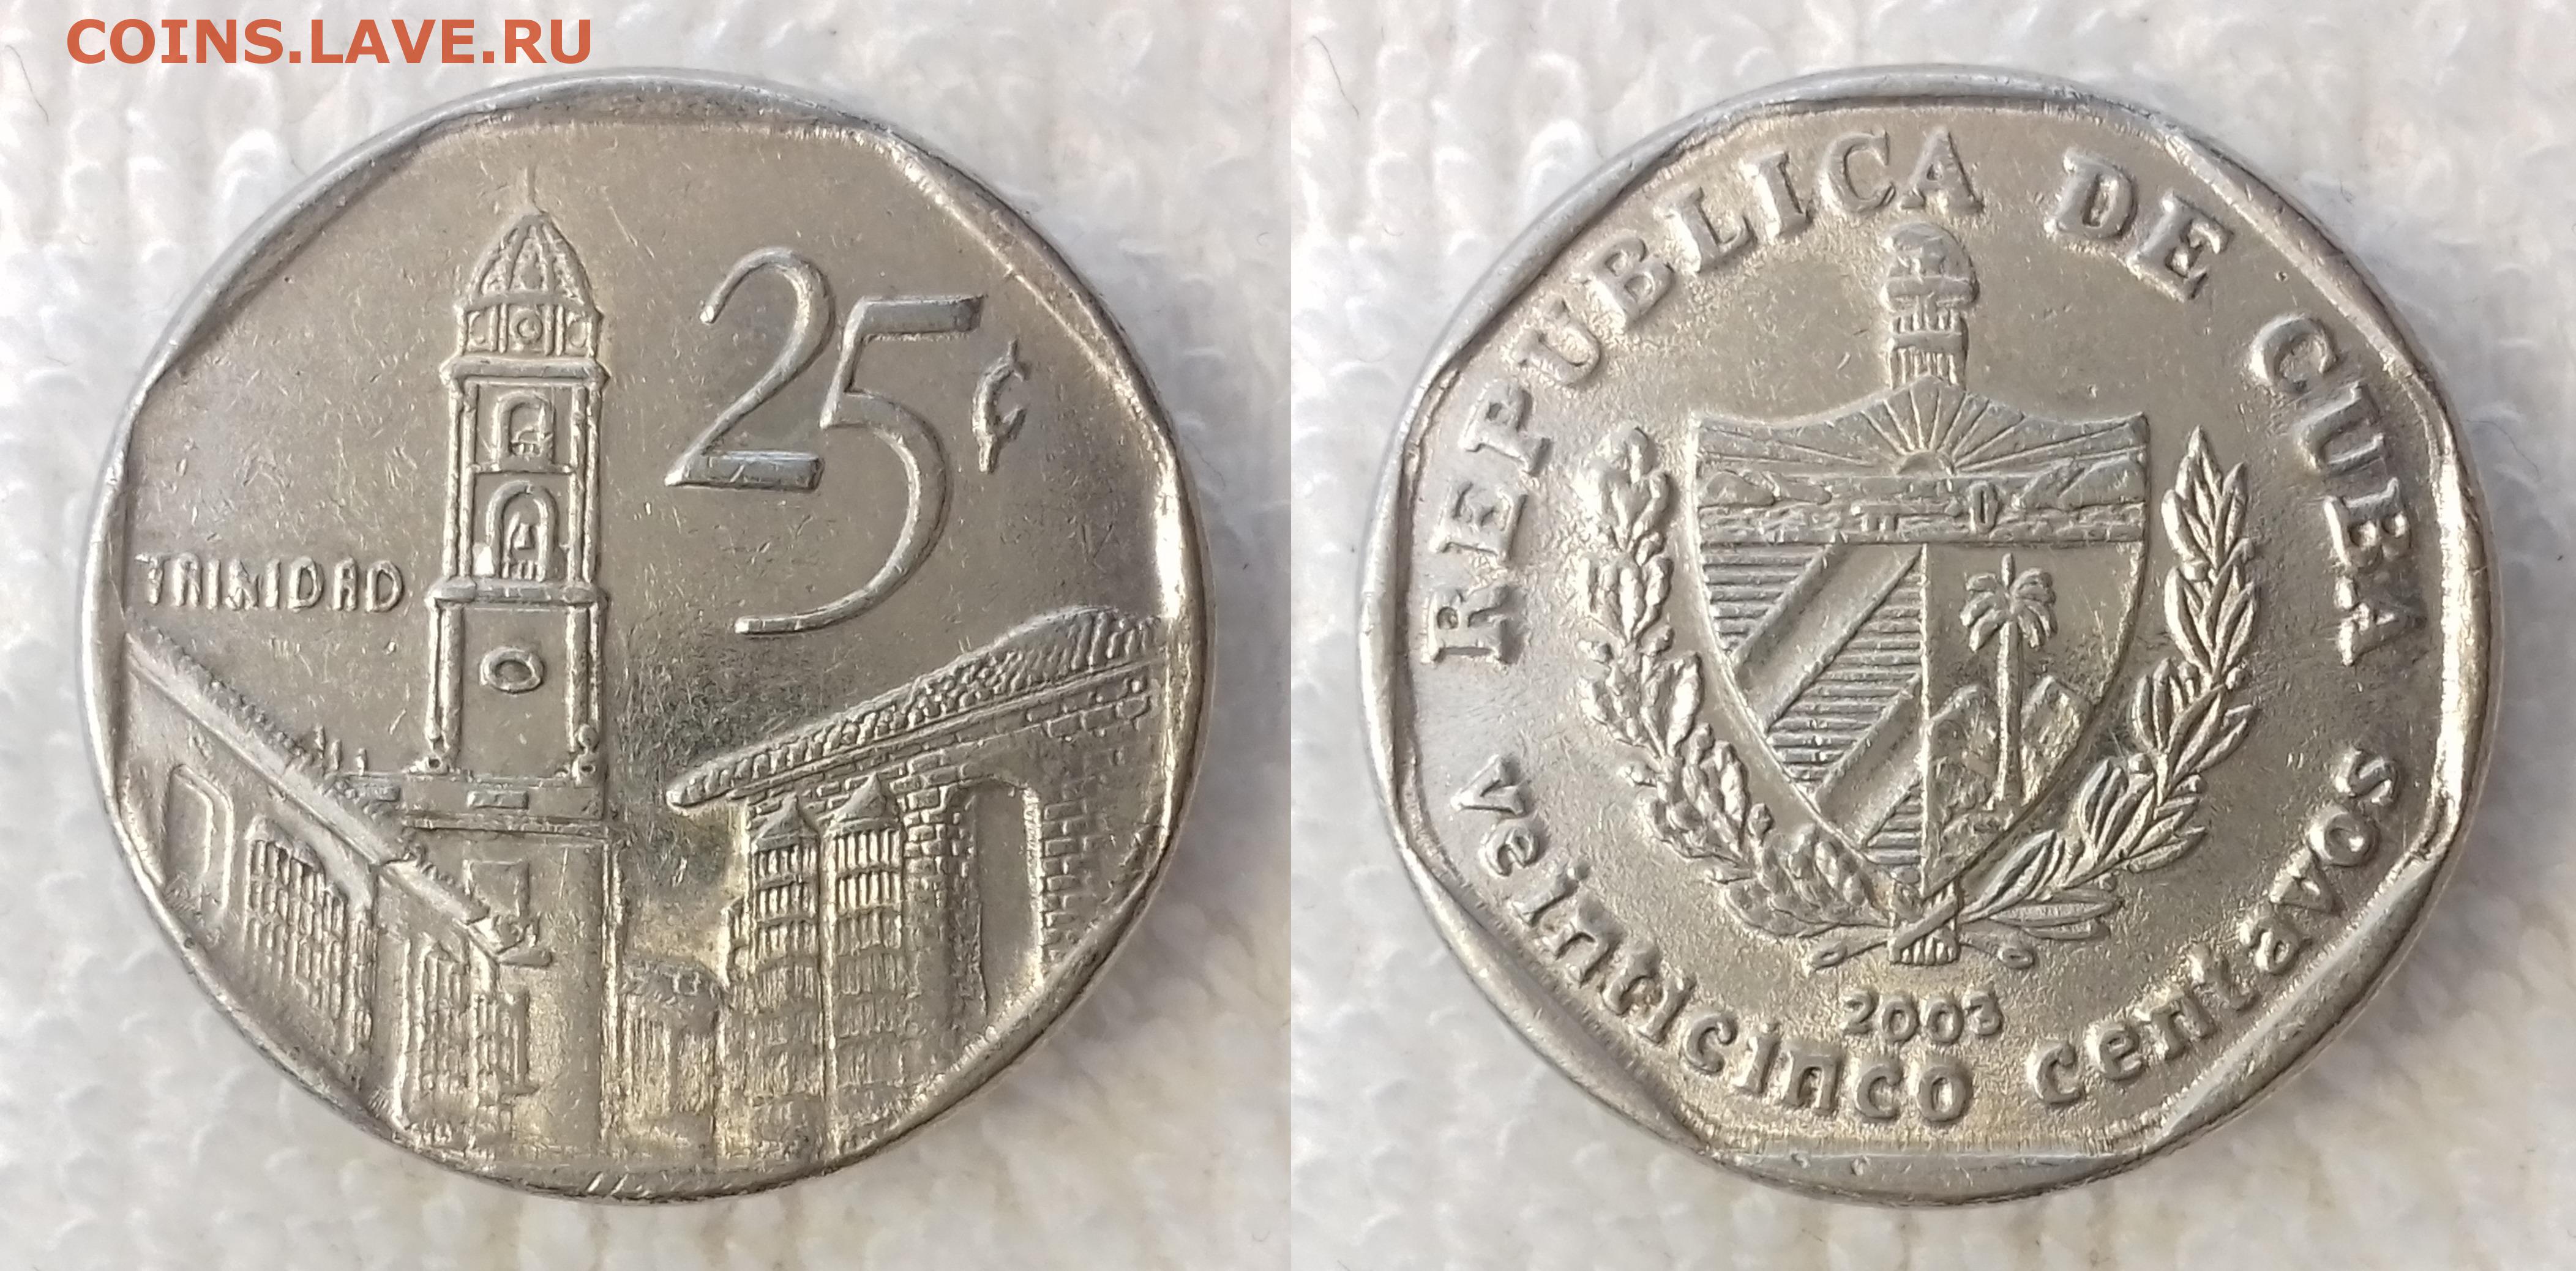 COINS.LAVE.RU
25¢
TRINIDAD
REPUBLICA DE CUBA
2003
veinticinco centavos